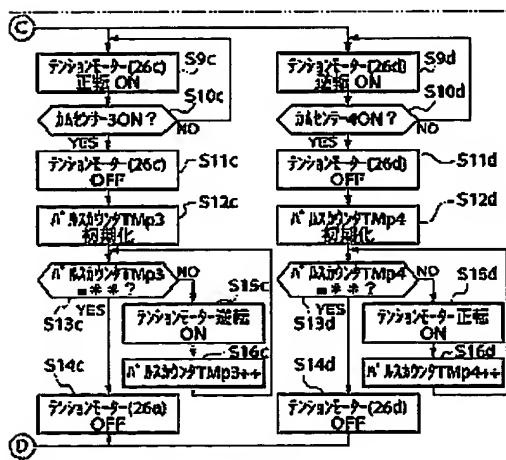 C
テンションモーター(26c)
正転 ON
S9c
S10c
カムセンサー3ON?
NO
YES
テンションモーター(26c)
OFF
S11c
パルスカウンタTMp3
初期化
S12c
パルスカウンタTMp3
=**?
NO
S13c
YES
S15c
テンションモーター逆転
ON
S16c
パルスカウンタTMp3++
S14c
テンションモーター(26a)
OFF
テンションモーター(26d)
逆転 ON
S9d
S10d
カムセンサー4ON?
NO
YES
テンションモーター(26d)
OFF
S11d
パルスカウンタTMp4
初期化
S12d
パルスカウンタTMp4
=**?
NO
S13d
YES
S15d
テンションモーター正転
ON
S16d
パルスカウンタTMp4++
S14d
テンションモーター(26d)
OFF
D